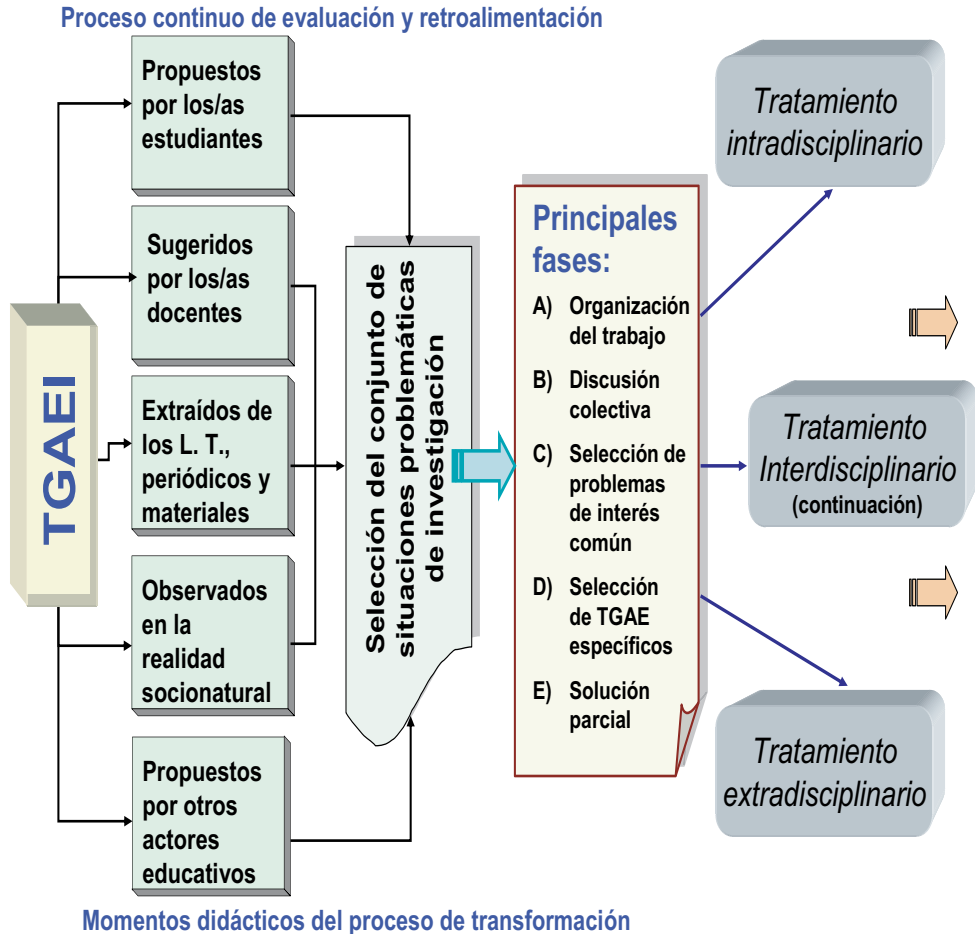 Proceso continuo de evaluación y retroalimentación
TGAEI
Propuestos
por los/as
estudiantes
Sugeridos
por los/as
docentes
Extraídos de
los L. T.,
periódicos y
materiales
Observados
en la
realidad
socionatural
Propuestos
por otros
actores
educativos
Selección del conjunto de
situaciones problemáticas
de investigación
Principales
fases:
A) Organización
del trabajo
B) Discusión
colectiva
C) Selección de
problemas
de interés
común
D) Selección
de TGAE
específicos
E) Solución
parcial
Tratamiento
intradisciplinario
Tratamiento
Interdisciplinario
(continuación)
Tratamiento
extradisciplinario
Momentos didácticos del proceso de transformación